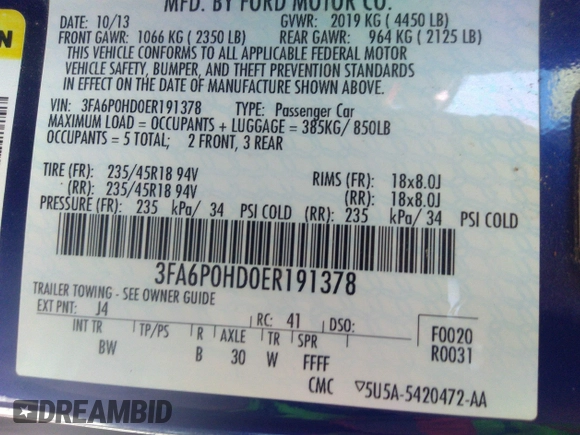 MFD. BY FORD MOTOR CO.
DATE: 10/13 GVWR: 2019 KG ( 4450 LB)
FRONT GAWR: 1066 KG ( 2350 LB) REAR GAWR: 964 KG ( 2125 LB)
THIS VEHICLE CONFORMS TO ALL APPLICABLE FEDERAL MOTOR
VEHICLE SAFETY, BUMPER, AND THEFT PREVENTION STANDARDS
IN EFFECT ON THE DATE OF MANUFACTURE SHOWN ABOVE.
VIN: 3FA6P0HD0ER191378 TYPE: Passenger Car
MAXIMUM LOAD = OCCUPANTS + LUGGAGE = 385KG/ 850LB
OCCUPANTS = 5 TOTAL; 2 FRONT, 3 REAR
TIRE (FR): 235/45R18 94V RIMS (FR): 18x8.0J
(RR): 235/45R18 94V (RR): 18x8.0J
PRESSURE (FR): 235 kPa/ 34 PSI COLD (RR): 235 kPa/ 34 PSI COLD
3FA6P0HD0ER191378
TRAILER TOWING - SEE OWNER GUIDE
EXT PNT: J4 RC: 41 DSO: F0020
R0031
INT TR TP/PS R AXLE TR SPR
BW B 30 W FFFF
CMC ▽5U5A-5420472-AA
DREAMBID